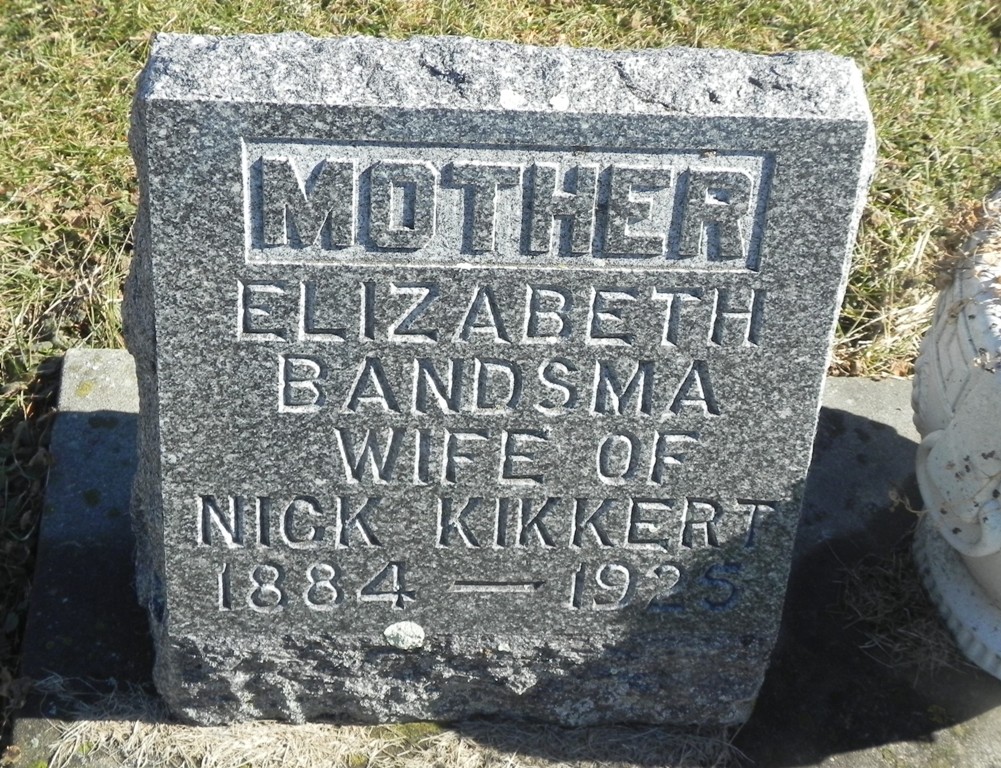 MOTHER
ELIZABETH
BANDSMA
WIFE OF
NICK KIKKERT
1884 — 1925